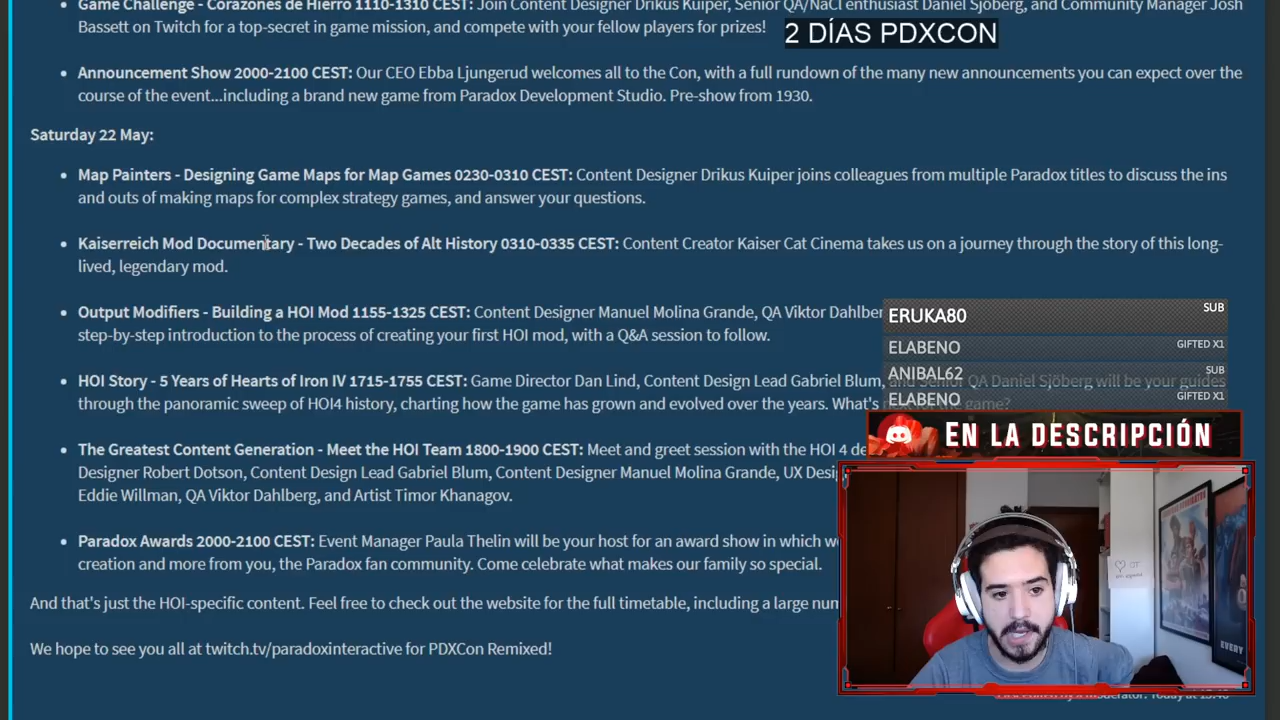 Game Challenge - Corazones de Hierro 1110-1310 CEST: Join Content Designer Drikus Kuiper, Senior QA/NaCl enthusiast Daniel Sjöberg, and Community Manager Josh
Bassett on Twitch for a top-secret in game mission, and compete with your fellow players for prizes!
2 DÍAS PDXCON
Announcement Show 2000-2100 CEST: Our CEO Ebba Ljungerud welcomes all to the Con, with a full rundown of the many new announcements you can expect over the
course of the event...including a brand new game from Paradox Development Studio. Pre-show from 1930.
Saturday 22 May:
Map Painters - Designing Game Maps for Map Games 0230-0310 CEST: Content Designer Drikus Kuiper joins colleagues from multiple Paradox titles to discuss the ins
and outs of making maps for complex strategy games, and answer your questions.
Kaiserreich Mod Documentary - Two Decades of Alt History 0310-0335 CEST: Content Creator Kaiser Cat Cinema takes us on a journey through the story of this long-
lived, legendary mod.
Output Modifiers - Building a HOI Mod 1155-1325 CEST: Content Designer Manuel Molina Grande, QA Viktor Dahlber
step-by-step introduction to the process of creating your first HOI mod, with a Q&A session to follow.
HOI Story - 5 Years of Hearts of Iron IV 1715-1755 CEST: Game Director Dan Lind, Content Design Lead Gabriel Blum, and Senior QA Daniel Sjöberg will be your guides
through the panoramic sweep of HOI4 history, charting how the game has grown and evolved over the years. What's next for the game?
The Greatest Content Generation - Meet the HOI Team 1800-1900 CEST: Meet and greet session with the HOI 4 de
Designer Robert Dotson, Content Design Lead Gabriel Blum, Content Designer Manuel Molina Grande, UX Desi
Eddie Willman, QA Viktor Dahlberg, and Artist Timor Khanagov.
Paradox Awards 2000-2100 CEST: Event Manager Paula Thelin will be your host for an award show in which w
creation and more from you, the Paradox fan community. Come celebrate what makes our family so special.
And that's just the HOI-specific content. Feel free to check out the website for the full timetable, including a large num
We hope to see you all at twitch.tv/paradoxinteractive for PDXCon Remixed!
ERUKA80 SUB
ELABENO GIFTED X1
ANIBAL62 SUB
ELABENO GIFTED X1
EN LA DESCRIPCIÓN
EVERY